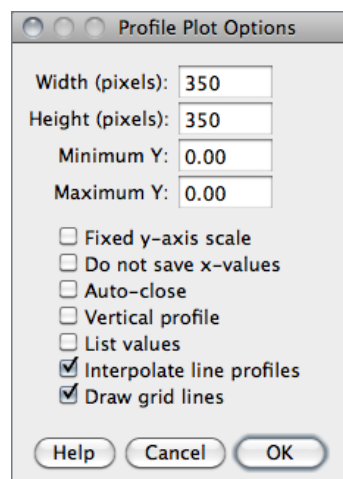 Profile Plot Options
Width (pixels): 350
Height (pixels): 350
Minimum Y: 0.00
Maximum Y: 0.00
Fixed y-axis scale
Do not save x-values
Auto-close
Vertical profile
List values
Interpolate line profiles
Draw grid lines
Help Cancel OK